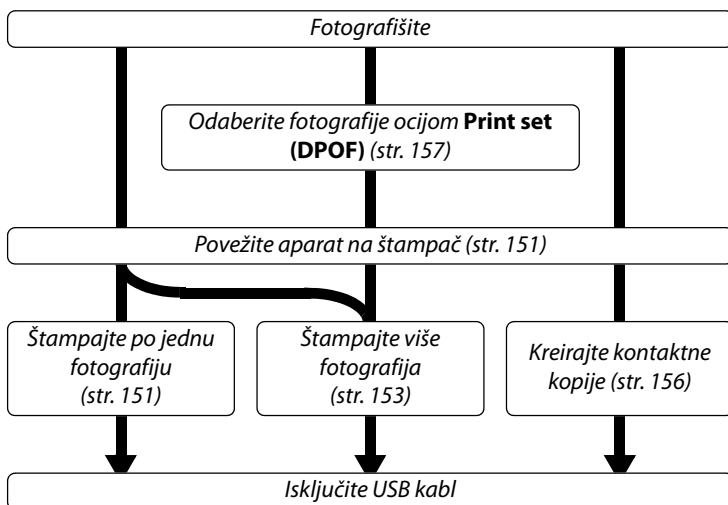 Fotografišite
Odaberite fotografije ocijom Print set
(DPOF) (str. 157)
Povežite aparat na štampač (str. 151)
Štampajte po jednu
fotografiju
(str. 151)
Štampajte više
fotografija
(str. 153)
Kreirajte kontaktne
kopije (str. 156)
Isključite USB kabl